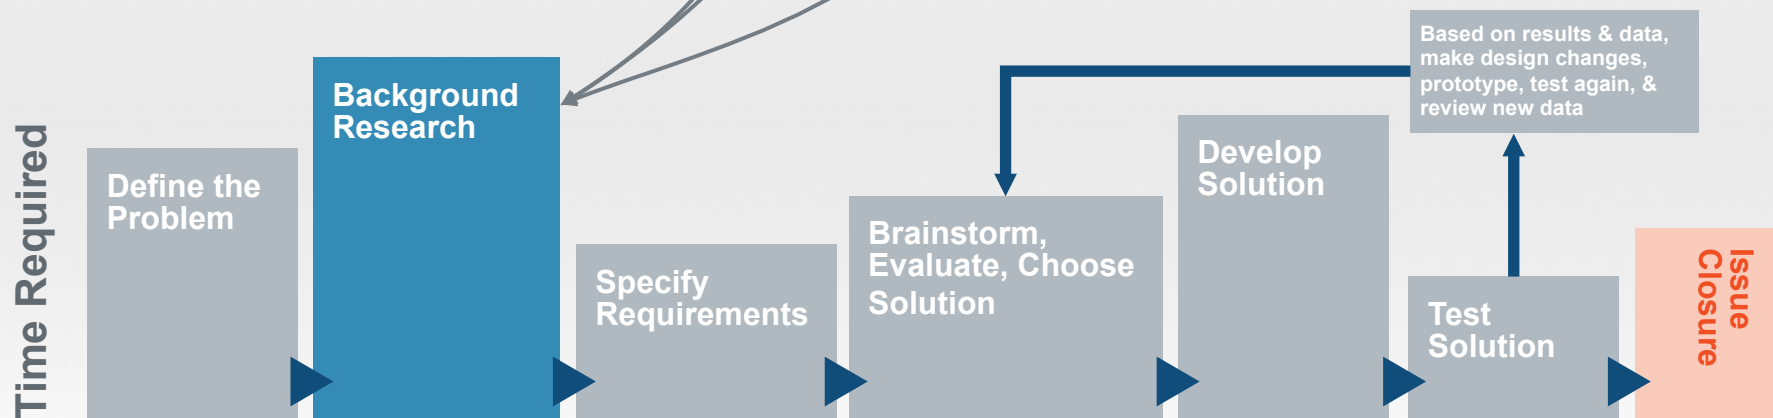 Time Required
Define the
Problem
Background
Research
Specify
Requirements
Brainstorm,
Evaluate, Choose
Solution
Develop
Solution
Based on results & data,
make design changes,
prototype, test again, &
review new data
Test
Solution
Issue
Closure